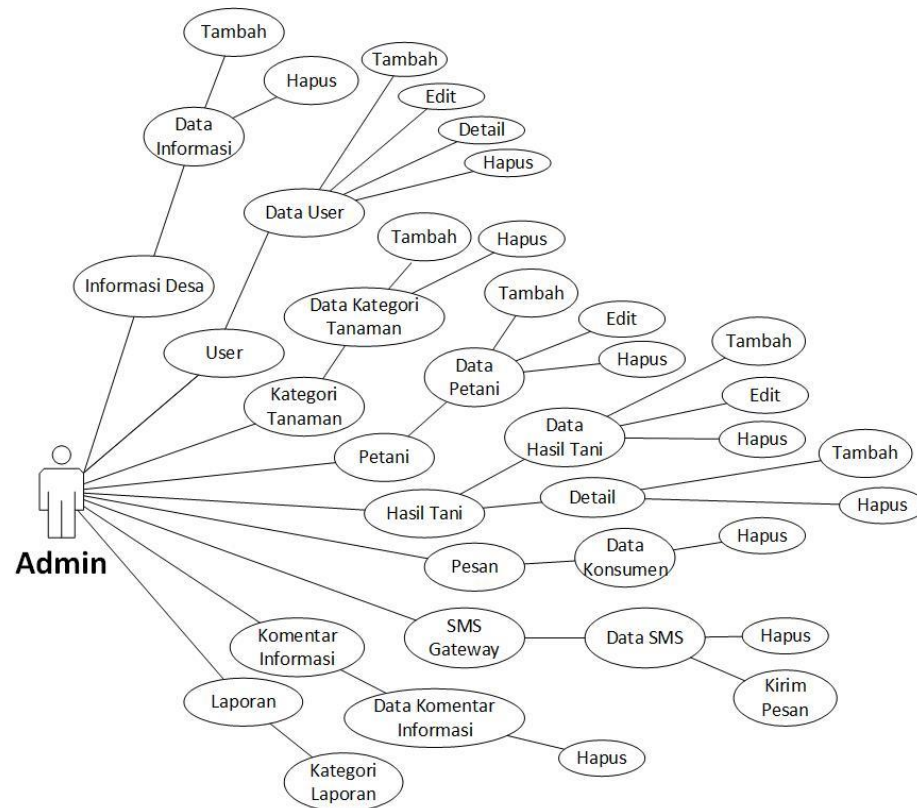 Tambah
Hapus
Data
Informasi
Informasi Desa
Tambah
Edit
Detail
Hapus
Data User
User
Tambah
Hapus
Data Kategori
Tanaman
Kategori
Tanaman
Tambah
Edit
Hapus
Data
Petani
Petani
Tambah
Edit
Hapus
Data
Hasil Tani
Hasil Tani
Detail
Tambah
Hapus
Pesan
Data
Konsumen
Hapus
SMS
Gateway
Data SMS
Hapus
Kirim
Pesan
Komentar
Informasi
Data Komentar
Informasi
Hapus
Laporan
Kategori
Laporan
Admin